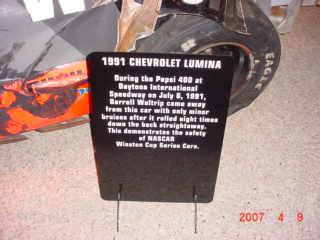 1991 CHEVROLET LUMINA
During the Pepsi 400 at
Daytona International
Speedway on July 6, 1991,
Darrell Waltrip came away
from this car with only minor
bruises after it rolled eight times
down the back straightaway.
This demonstrates the safety
of NASCAR
Winston Cup Series Cars.
EAGLE
2007 4 9